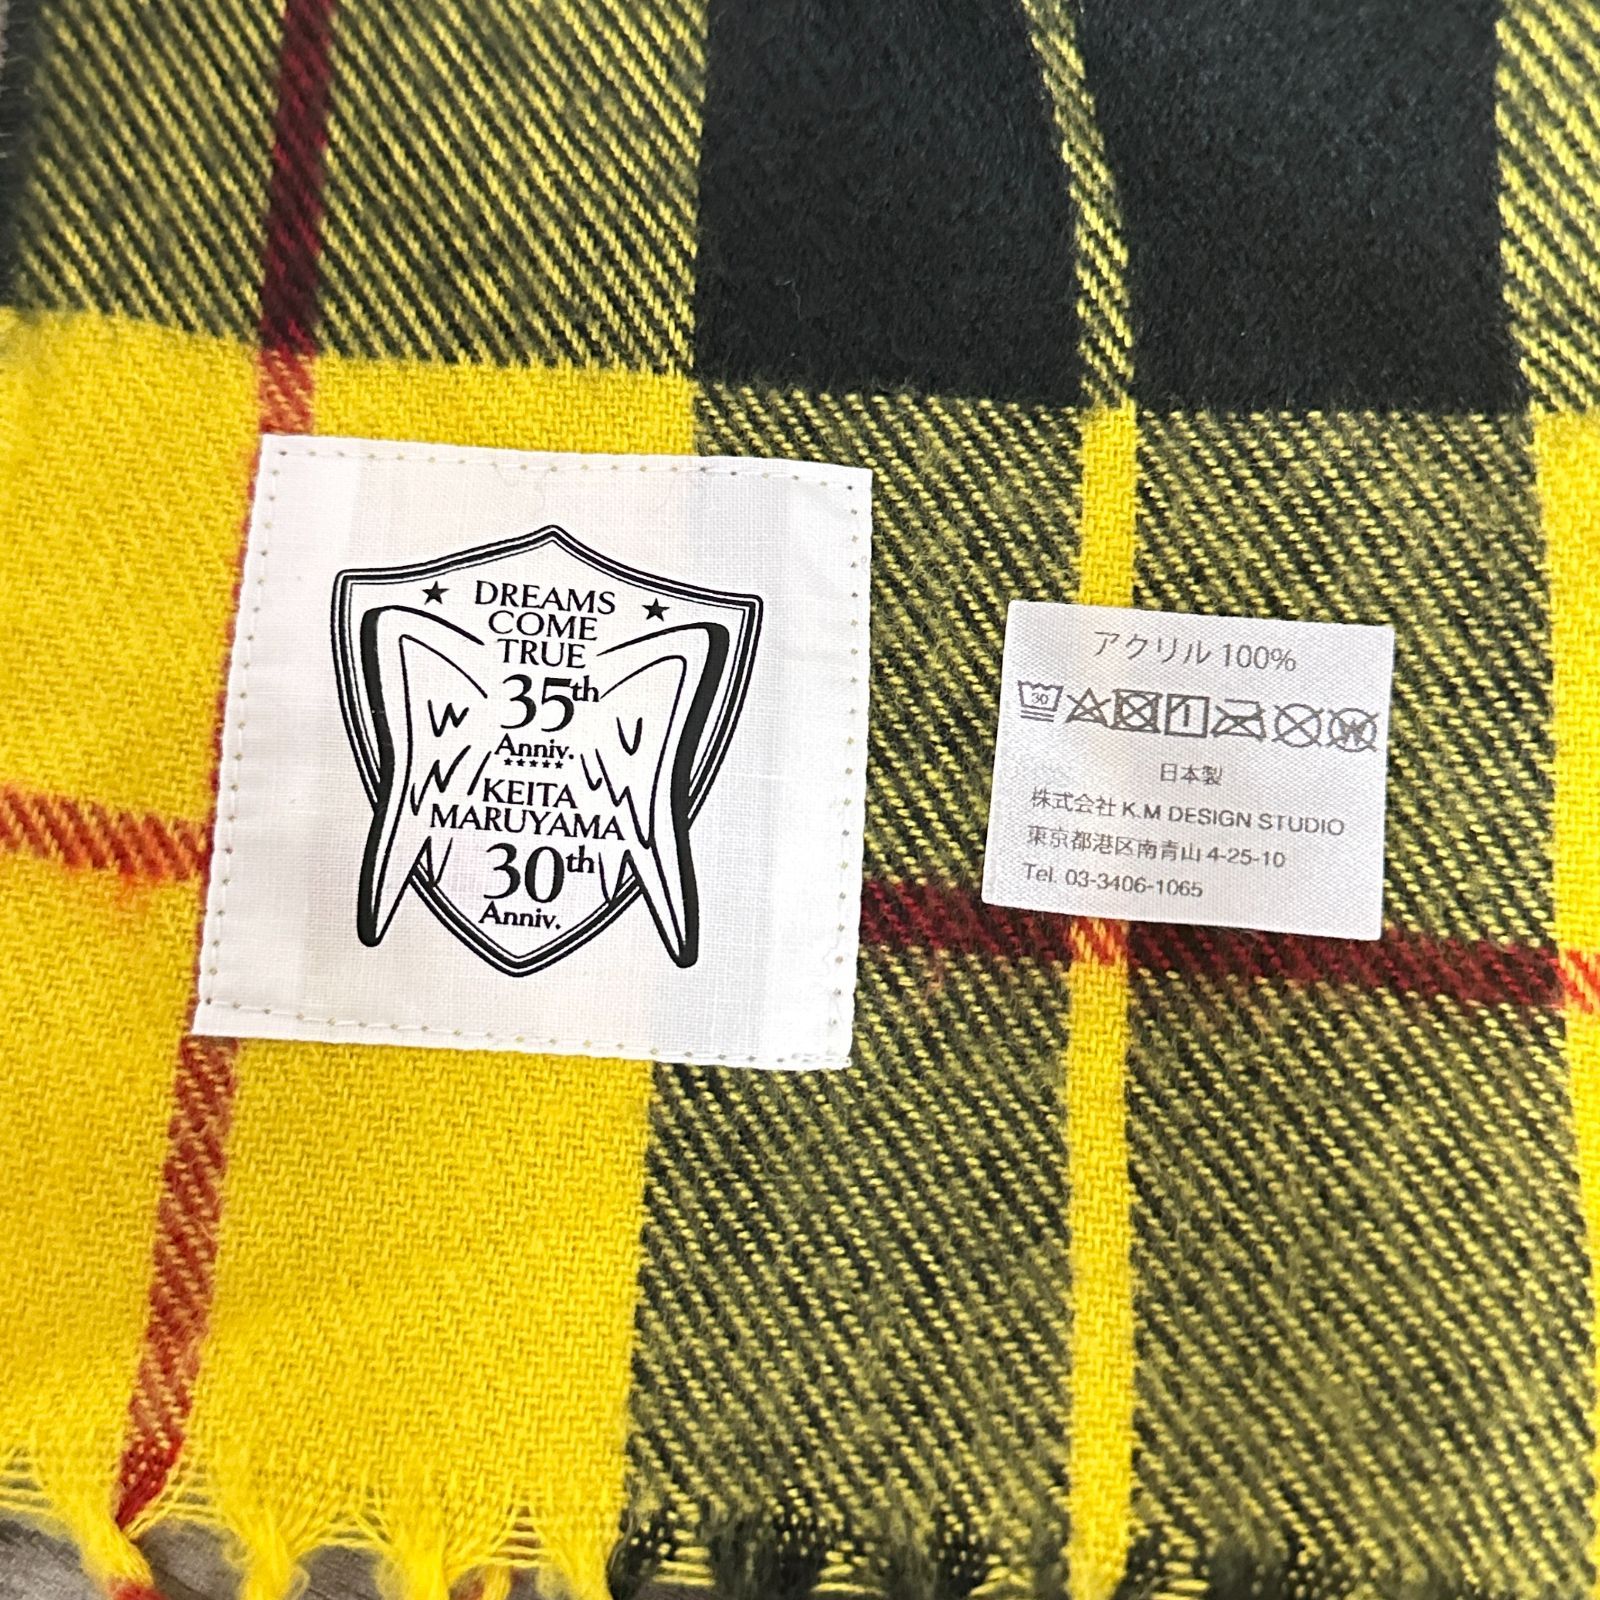 DREAMS
COME
TRUE
35th
Anniv.
KEITA
MARUYAMA
30th
Anniv.
アクリル 100%
30
W
日本製
株式会社 K.M DESIGN STUDIO
東京都港区南青山 4-25-10
Tel. 03-3406-1065